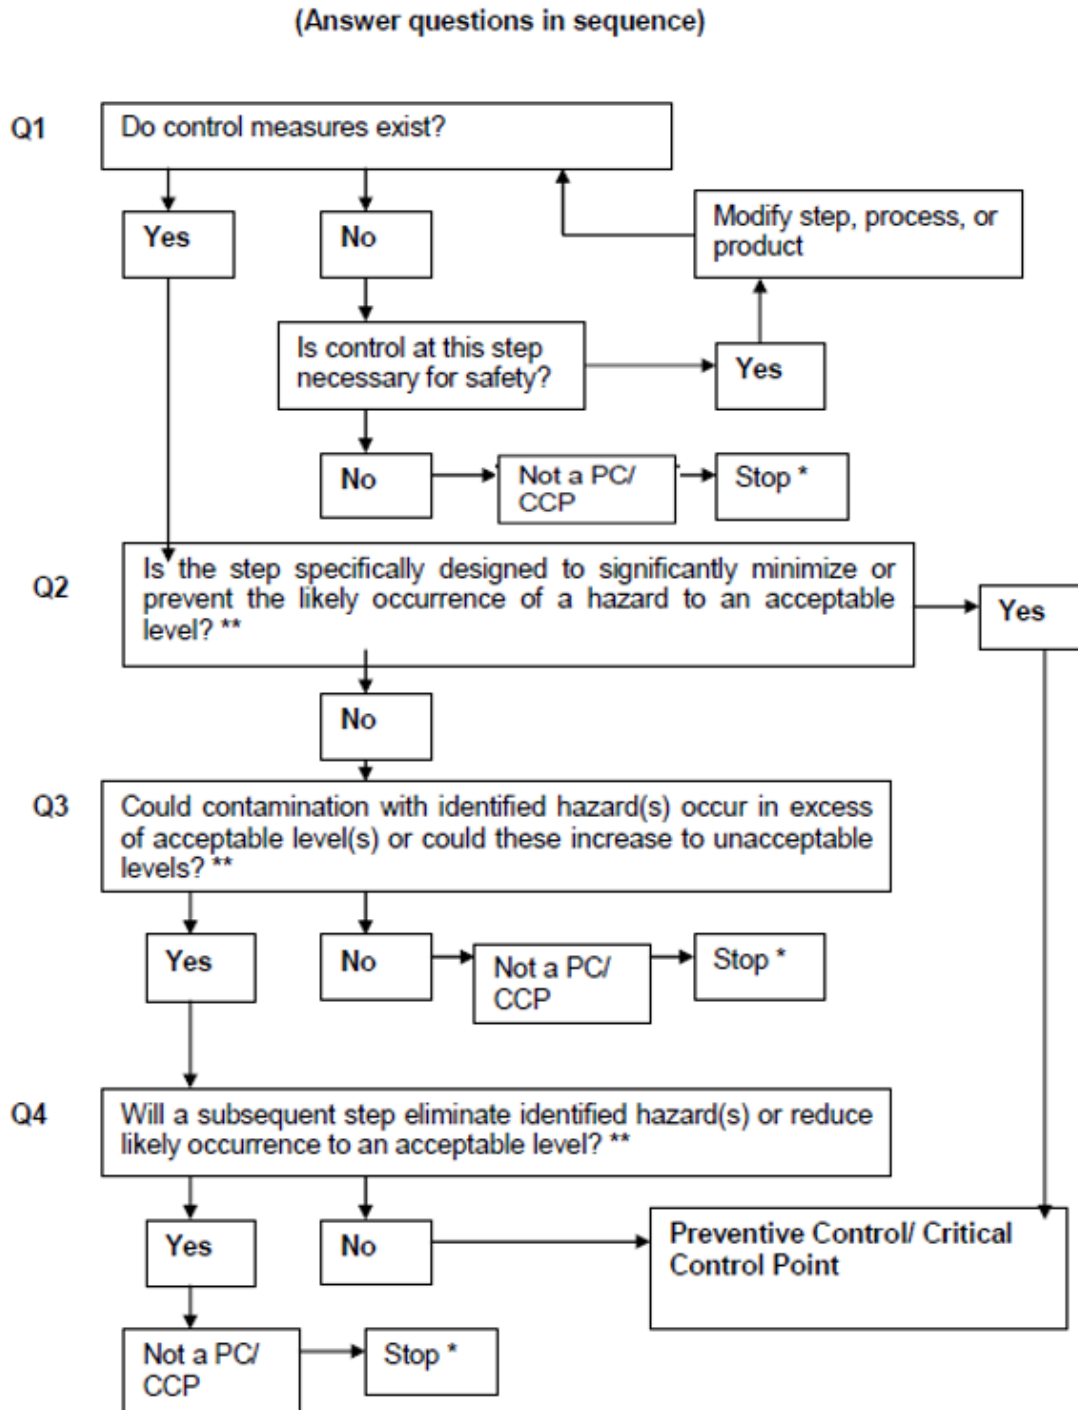 (Answer questions in sequence)
Q1
Do control measures exist?
Yes
No
Modify step, process, or
product
Is control at this step
necessary for safety?
Yes
No
Not a PC/
CCP
Stop *
Q2
Is the step specifically designed to significantly minimize or
prevent the likely occurrence of a hazard to an acceptable
level? **
Yes
No
Q3
Could contamination with identified hazard(s) occur in excess
of acceptable level(s) or could these increase to unacceptable
levels? **
Yes
No
Not a PC/
CCP
Stop *
Q4
Will a subsequent step eliminate identified hazard(s) or reduce
likely occurrence to an acceptable level? **
Yes
No
Preventive Control/ Critical
Control Point
Not a PC/
CCP
Stop *